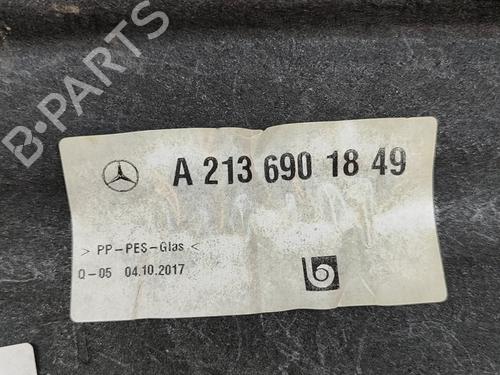 B-PARTS
A 213 690 18 49
> PP-PES-Glas <
Q-05 04.10.2017